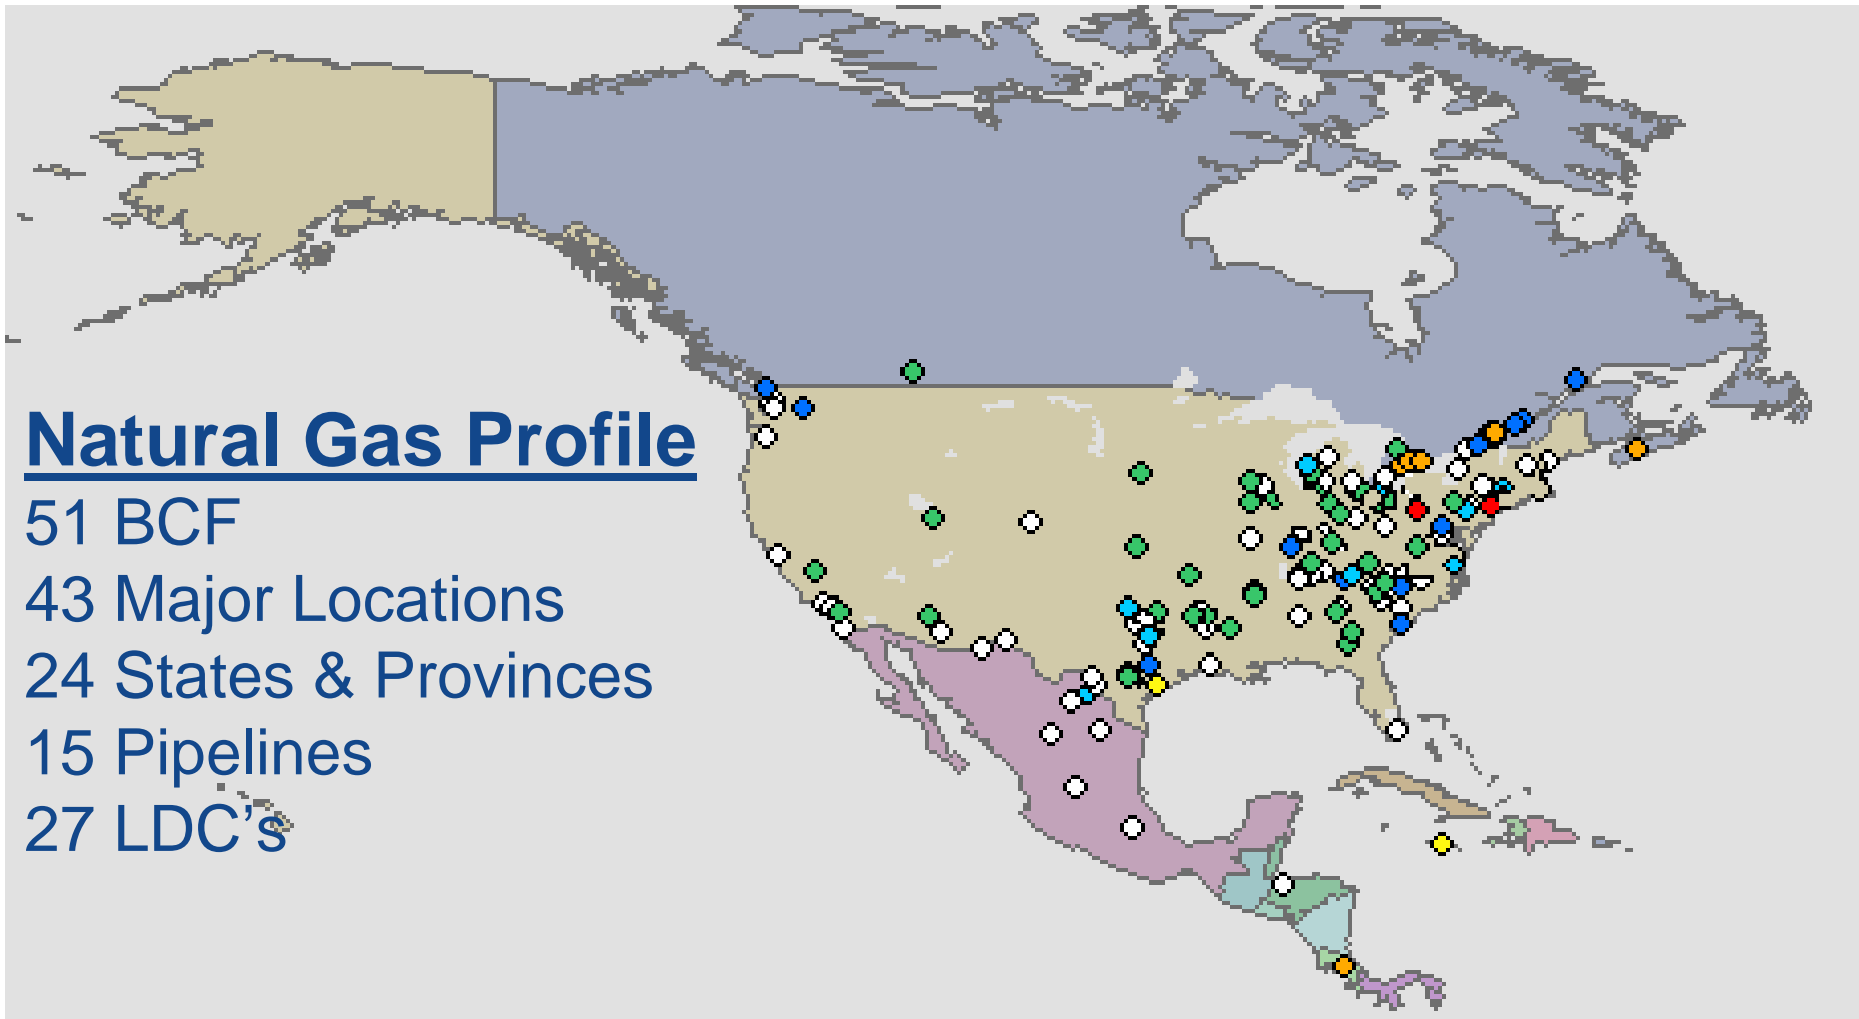 Natural Gas Profile
51 BCF
43 Major Locations
24 States & Provinces
15 Pipelines
27 LDC’s